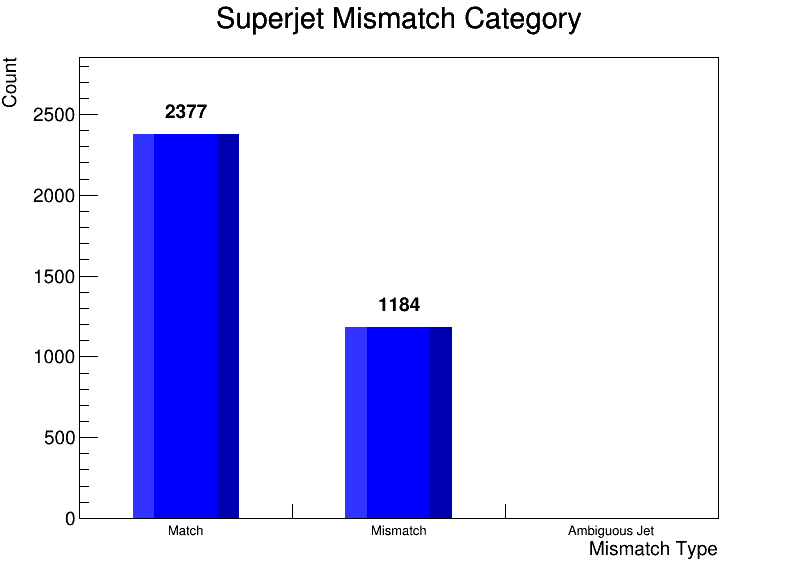 Superjet Mismatch Category
Count
2500
2000
1500
1000
500
0
2377
1184
Match
Mismatch
Ambiguous Jet
Mismatch Type